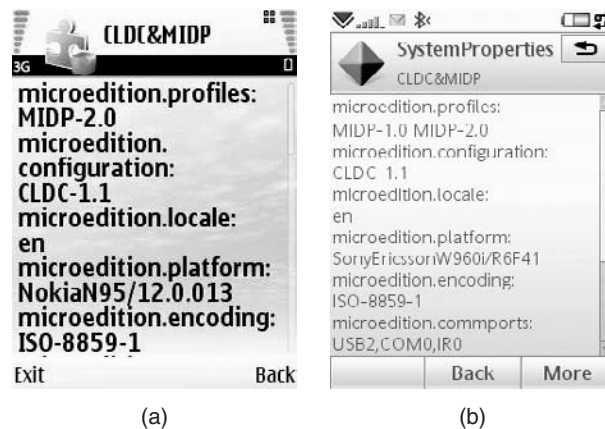 CLDC&MIDP
3G
microedition.profiles:
MIDP-2.0
microedition.
configuration:
CLDC-1.1
microedition.locale:
en
microedition.platform:
NokiaN95/12.0.013
microedition.encoding:
ISO-8859-1
Exit Back
(a)
SystemProperties
CLDC&MIDP
microedition.profiles:
MIDP-1.0 MIDP-2.0
microedition.configuration:
CLDC-1.1
microedition.locale:
en
microedition.platform:
SonyEricssonW960i/R6F41
microedition.encoding:
ISO-8859-1
microedition.commports:
USB2,COM0,IR0
Back More
(b)